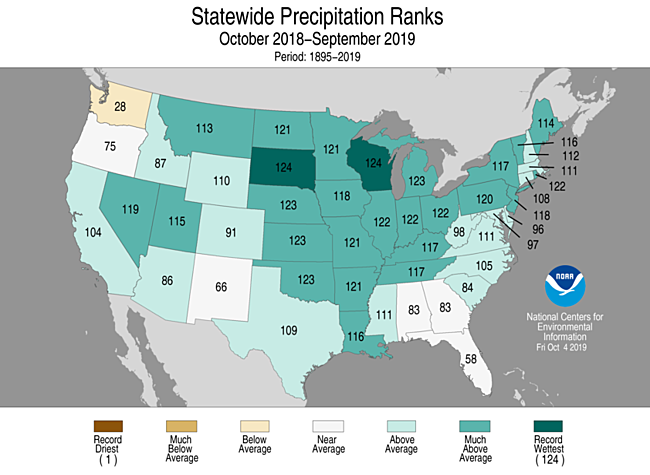 Statewide Precipitation Ranks
October 2018–September 2019
Period: 1895–2019
28
75
113
121
121
124
124
114
87
110
123
116
112
111
122
117
119
115
123
118
120
108
118
96
97
104
91
123
121
122
122
122
98
111
117
86
66
123
121
117
105
84
109
111
83
83
116
58
NOAA
National Centers for
Environmental
Information
Fri Oct 4 2019
Record
Driest
( 1 )
Much
Below
Average
Below
Average
Near
Average
Above
Average
Much
Above
Average
Record
Wettest
( 124 )